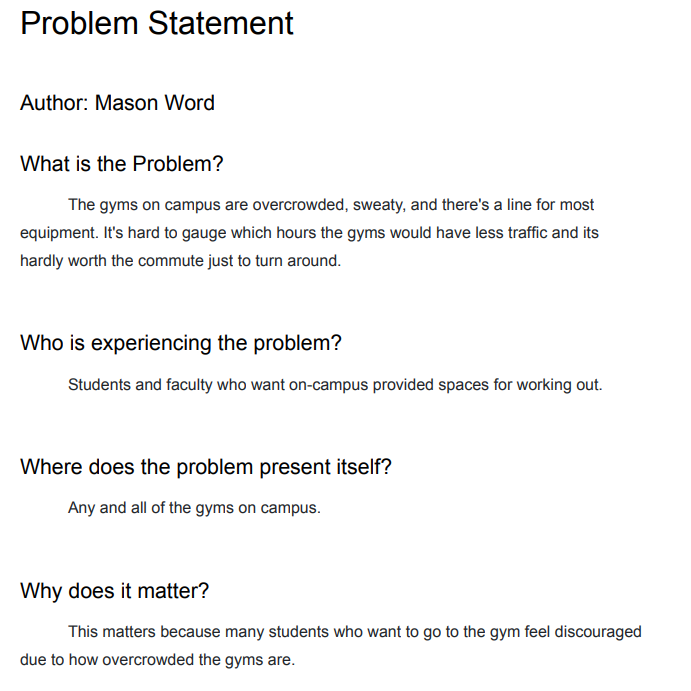 Problem Statement
Author: Mason Word
What is the Problem?
The gyms on campus are overcrowded, sweaty, and there's a line for most
equipment. It's hard to gauge which hours the gyms would have less traffic and its
hardly worth the commute just to turn around.
Who is experiencing the problem?
Students and faculty who want on-campus provided spaces for working out.
Where does the problem present itself?
Any and all of the gyms on campus.
Why does it matter?
This matters because many students who want to go to the gym feel discouraged
due to how overcrowded the gyms are.